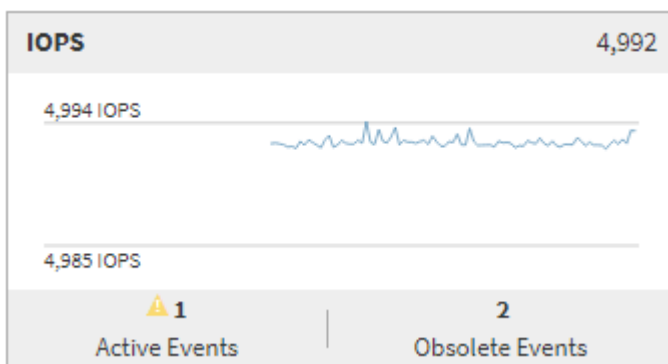 IOPS 4,992
4,994 IOPS
4,985 IOPS
1 2
Active Events Obsolete Events